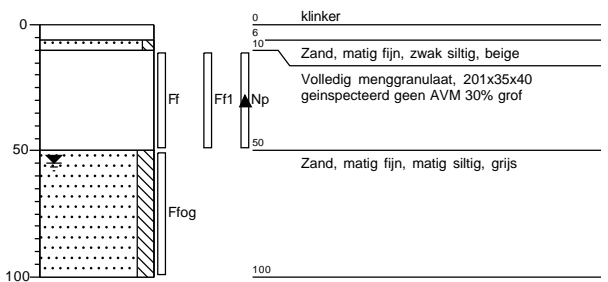 0
50
100
Ff
Ff1
Np
Ffog
0
klinker
6
10
Zand, matig fijn, zwak siltig, beige
Volledig menggranulaat, 201x35x40
geinspecteerd geen AVM 30% grof
50
Zand, matig fijn, matig siltig, grijs
100